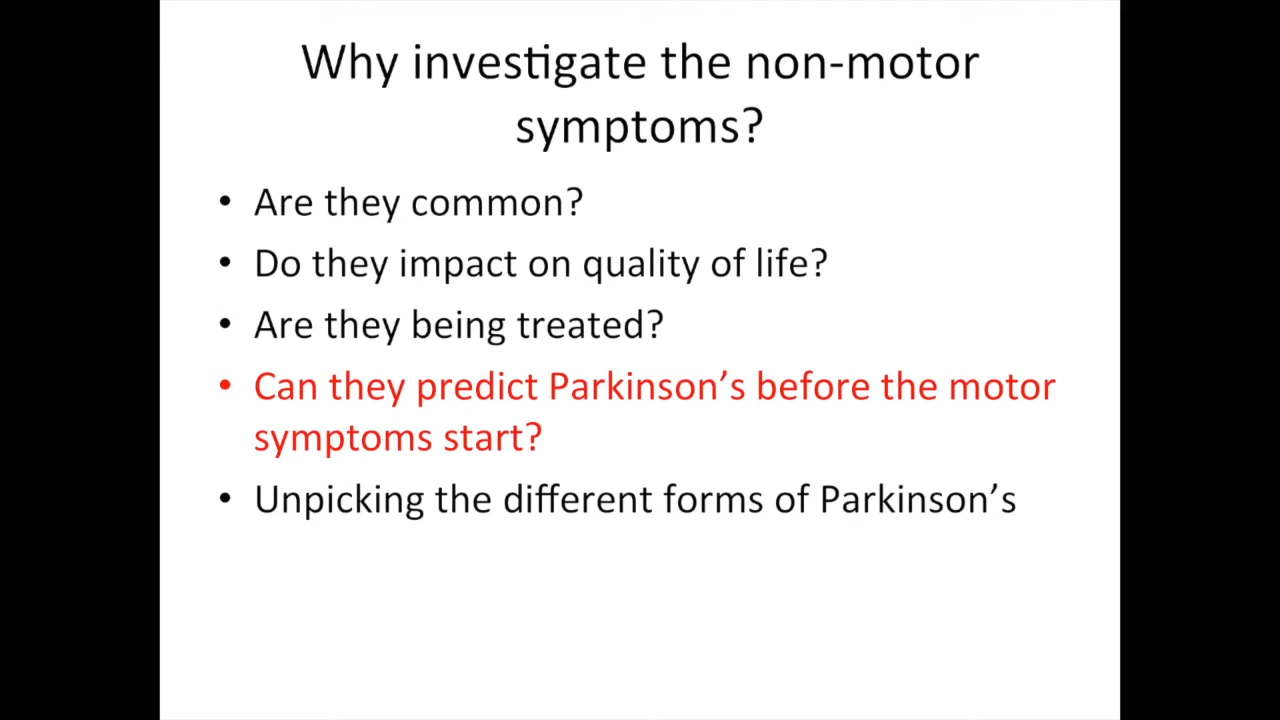 Why investigate the non-motor
symptoms?
• Are they common?
• Do they impact on quality of life?
• Are they being treated?
• Can they predict Parkinson’s before the motor
symptoms start?
• Unpicking the different forms of Parkinson’s